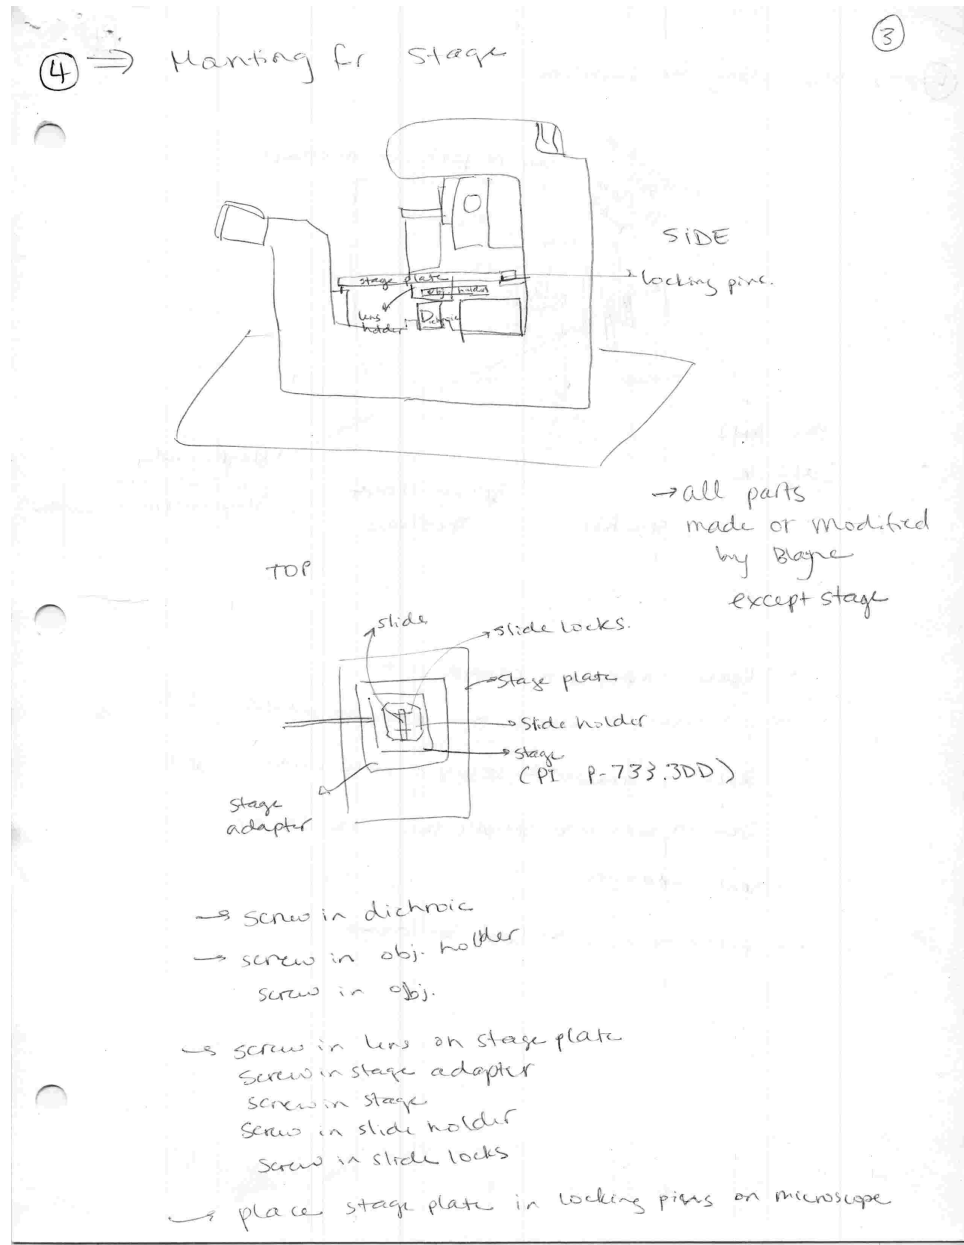 3
4 ⇒ Mounting for stage
SIDE
locking pins.
stage plate
obj holder
lens
holder
Dichroic
→ all parts
made or modified
by Blayne
except stage
TOP
slide
slide locks.
stage plate
slide holder
stage
(PI P-733.3DD)
stage
adapter
→ screw in dichroic
→ screw in obj. holder
screw in obj.
→ screw in lens on stage plate
screw in stage adapter
screw in stage
screw in slide holder
screw in slide locks
→ place stage plate in locking pins on microscope